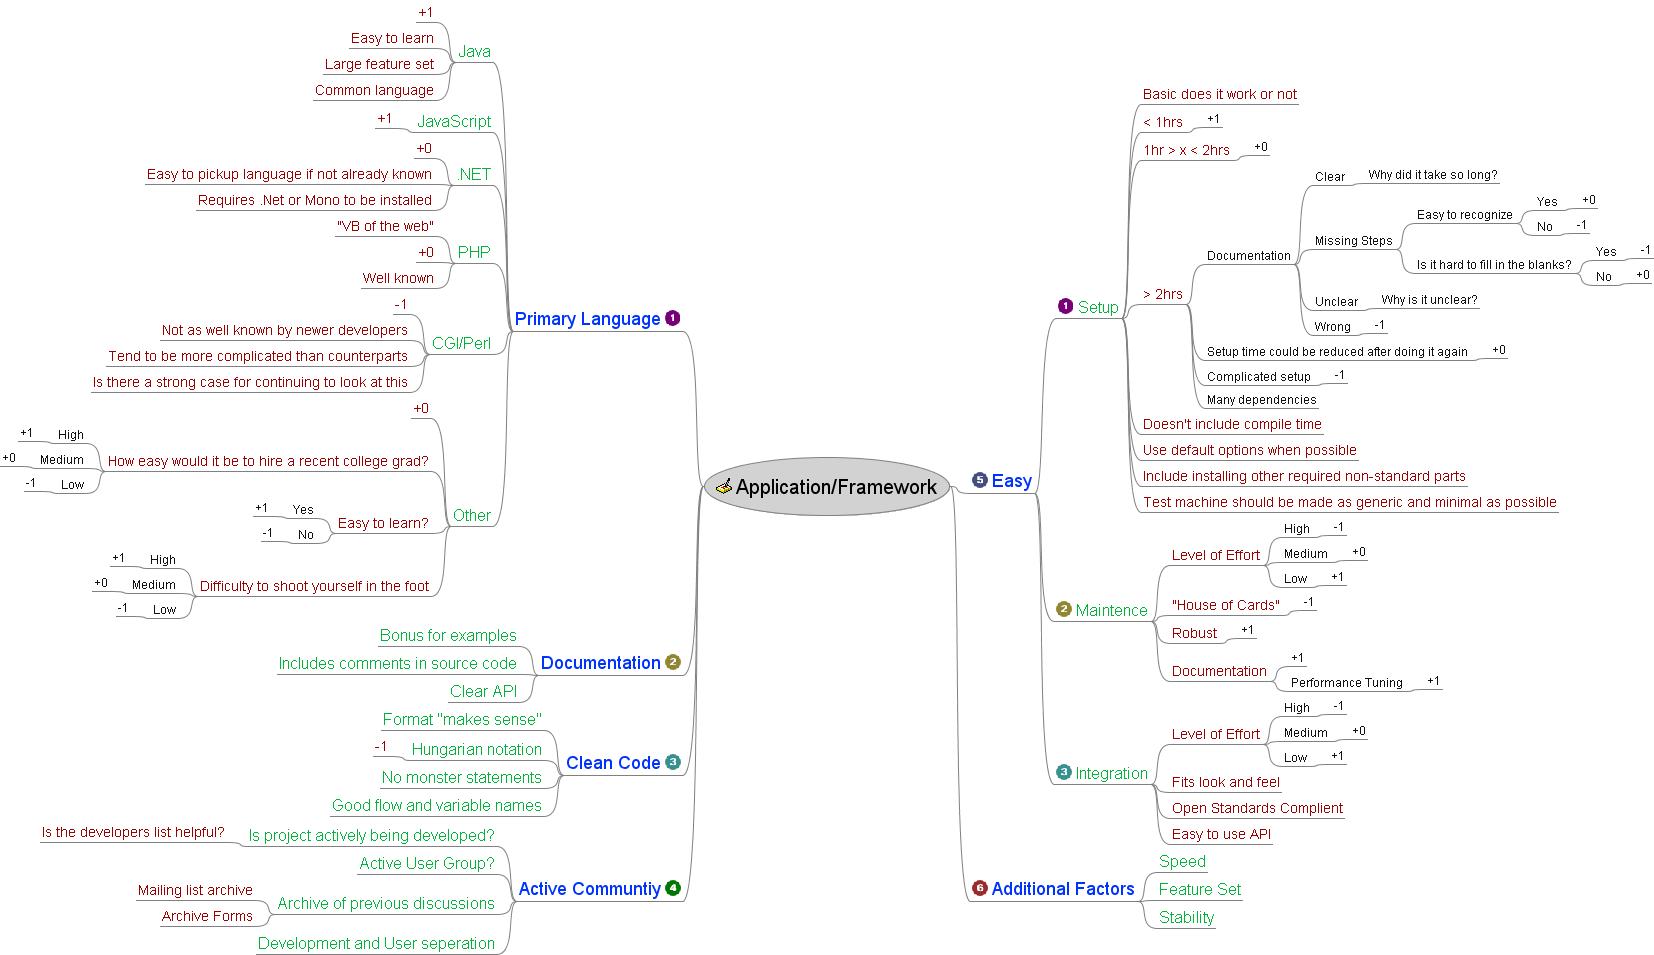 Application/Framework
Primary Language 1
Java
+1
Easy to learn
Large feature set
Common language
JavaScript
+1
.NET
+0
Easy to pickup language if not already known
Requires .Net or Mono to be installed
PHP
"VB of the web"
+0
Well known
CGI/Perl
-1
Not as well known by newer developers
Tend to be more complicated than counterparts
Is there a strong case for continuing to look at this
Other
+0
How easy would it be to hire a recent college grad?
High
+1
Medium
+0
Low
-1
Easy to learn?
Yes
+1
No
-1
Difficulty to shoot yourself in the foot
High
+1
Medium
+0
Low
-1
Documentation 2
Bonus for examples
Includes comments in source code
Clear API
Clean Code 3
Format "makes sense"
Hungarian notation
-1
No monster statements
Good flow and variable names
Active Communtiy 4
Is project actively being developed?
Is the developers list helpful?
Active User Group?
Archive of previous discussions
Mailing list archive
Archive Forms
Development and User seperation
5 Easy
1 Setup
Basic does it work or not
< 1hrs
+1
1hr > x < 2hrs
+0
> 2hrs
Documentation
Clear
Why did it take so long?
Missing Steps
Easy to recognize
Yes
+0
No
-1
Is it hard to fill in the blanks?
Yes
-1
No
+0
Unclear
Why is it unclear?
Wrong
-1
Setup time could be reduced after doing it again
+0
Complicated setup
-1
Many dependencies
Doesn't include compile time
Use default options when possible
Include installing other required non-standard parts
Test machine should be made as generic and minimal as possible
2 Maintence
Level of Effort
High
-1
Medium
+0
Low
+1
"House of Cards"
-1
Robust
+1
Documentation
+1
Performance Tuning
+1
3 Integration
Level of Effort
High
-1
Medium
+0
Low
+1
Fits look and feel
Open Standards Complient
Easy to use API
6 Additional Factors
Speed
Feature Set
Stability